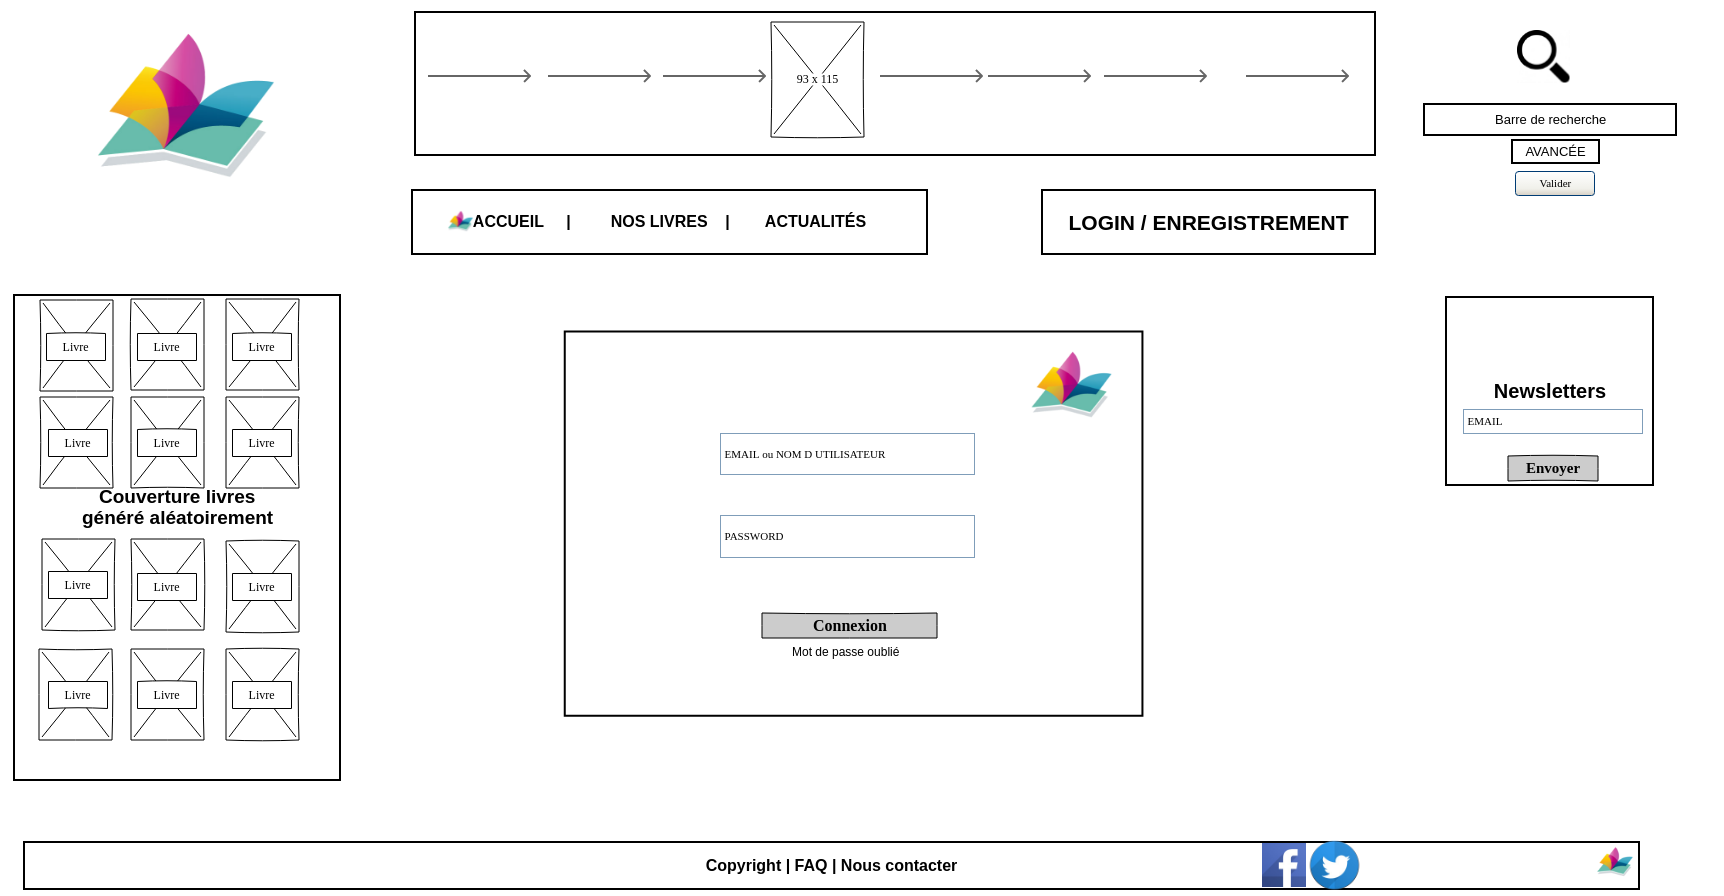 93 x 115
Barre de recherche
AVANCÉE
Valider
ACCUEIL | NOS LIVRES | ACTUALITÉS
LOGIN / ENREGISTREMENT
Livre Livre Livre
Livre Livre Livre
Couverture livres
généré aléatoirement
Livre Livre Livre
Livre Livre Livre
EMAIL ou NOM D UTILISATEUR
PASSWORD
Connexion
Mot de passe oublié
Newsletters
EMAIL
Envoyer
Copyright | FAQ | Nous contacter